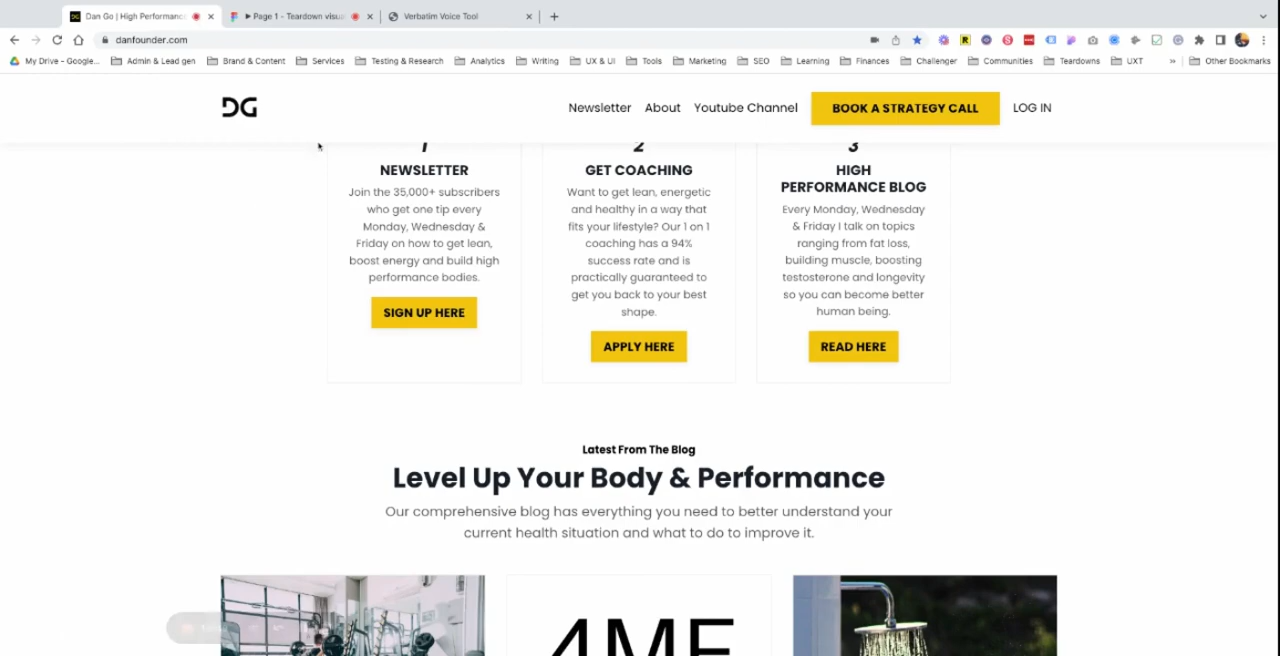 Dan Go | High Performanc
Page 1 - Teardown visua
Verbatim Voice Tool
danfounder.com
My Drive - Google...
Admin & Lead gen
Brand & Content
Services
Testing & Research
Analytics
Writing
UX & UI
Tools
Marketing
SEO
Learning
Finances
Challenger
Communities
Teardowns
UXT
»
Other Bookmarks
DG
Newsletter
About
Youtube Channel
BOOK A STRATEGY CALL
LOG IN
1
NEWSLETTER
Join the 35,000+ subscribers
who get one tip every
Monday, Wednesday &
Friday on how to get lean,
boost energy and build high
performance bodies.
SIGN UP HERE
2
GET COACHING
Want to get lean, energetic
and healthy in a way that
fits your lifestyle? Our 1 on 1
coaching has a 94%
success rate and is
practically guaranteed to
get you back to your best
shape.
APPLY HERE
3
HIGH
PERFORMANCE BLOG
Every Monday, Wednesday
& Friday I talk on topics
ranging from fat loss,
building muscle, boosting
testosterone and longevity
so you can become better
human being.
READ HERE
Latest From The Blog
Level Up Your Body & Performance
Our comprehensive blog has everything you need to better understand your
current health situation and what to do to improve it.